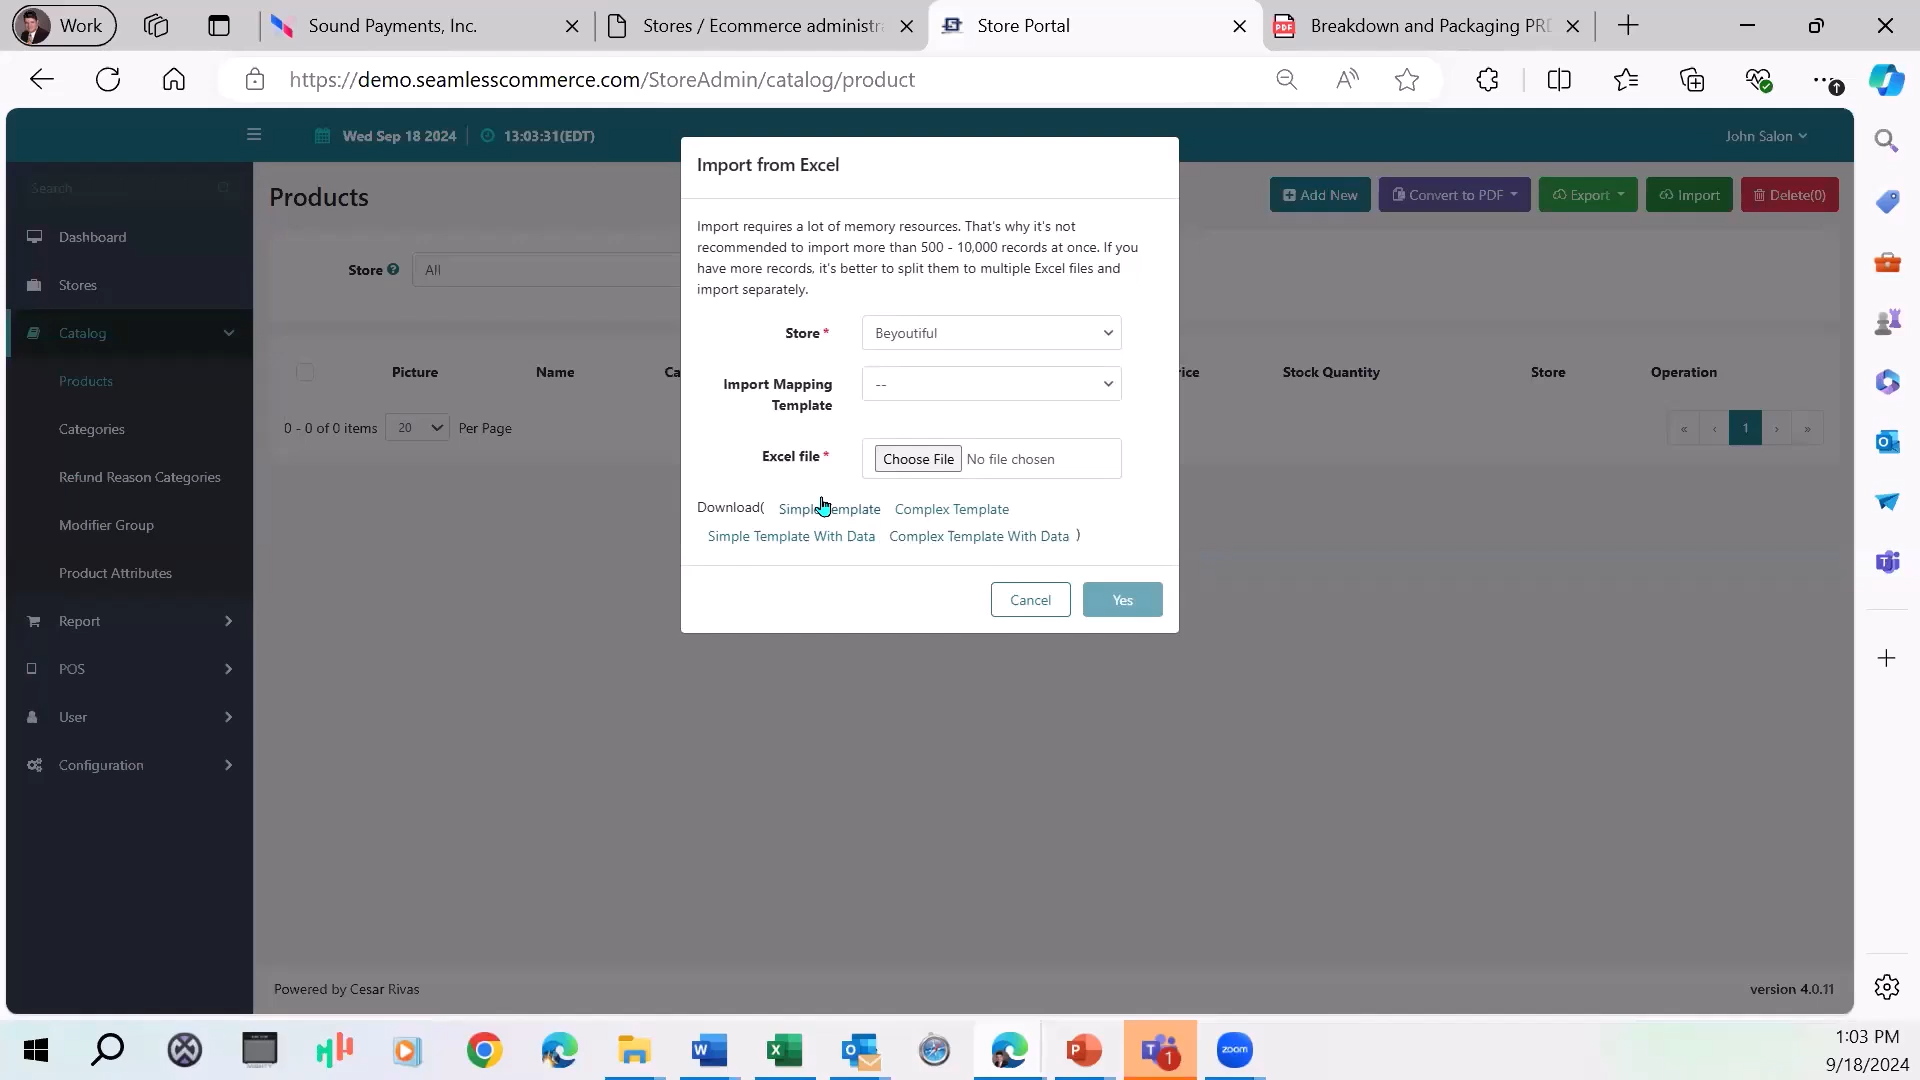 Work
Sound Payments, Inc.
Stores / Ecommerce administra
Store Portal
PDF
Breakdown and Packaging PRD
https://demo.seamlesscommerce.com/StoreAdmin/catalog/product
Wed Sep 18 2024
13:03:31(EDT)
John Salon
Search
Products
Add New
Convert to PDF
Export
Import
Delete(0)
Dashboard
Stores
Catalog
Products
Categories
Refund Reason Categories
Modifier Group
Product Attributes
Report
POS
User
Configuration
Store
All
Picture
Name
Ca
ice
Stock Quantity
Store
Operation
0 - 0 of 0 items
20
Per Page
« ‹ 1 › »
Import from Excel
Import requires a lot of memory resources. That's why it's not
recommended to import more than 500 - 10,000 records at once. If you
have more records, it's better to split them to multiple Excel files and
import separately.
Store *
Beyoutiful
Import Mapping
Template
--
Excel file *
Choose File No file chosen
Download( Simple Template Complex Template
Simple Template With Data Complex Template With Data )
Cancel
Yes
Powered by Cesar Rivas
version 4.0.11
zoom
1
1:03 PM
9/18/2024